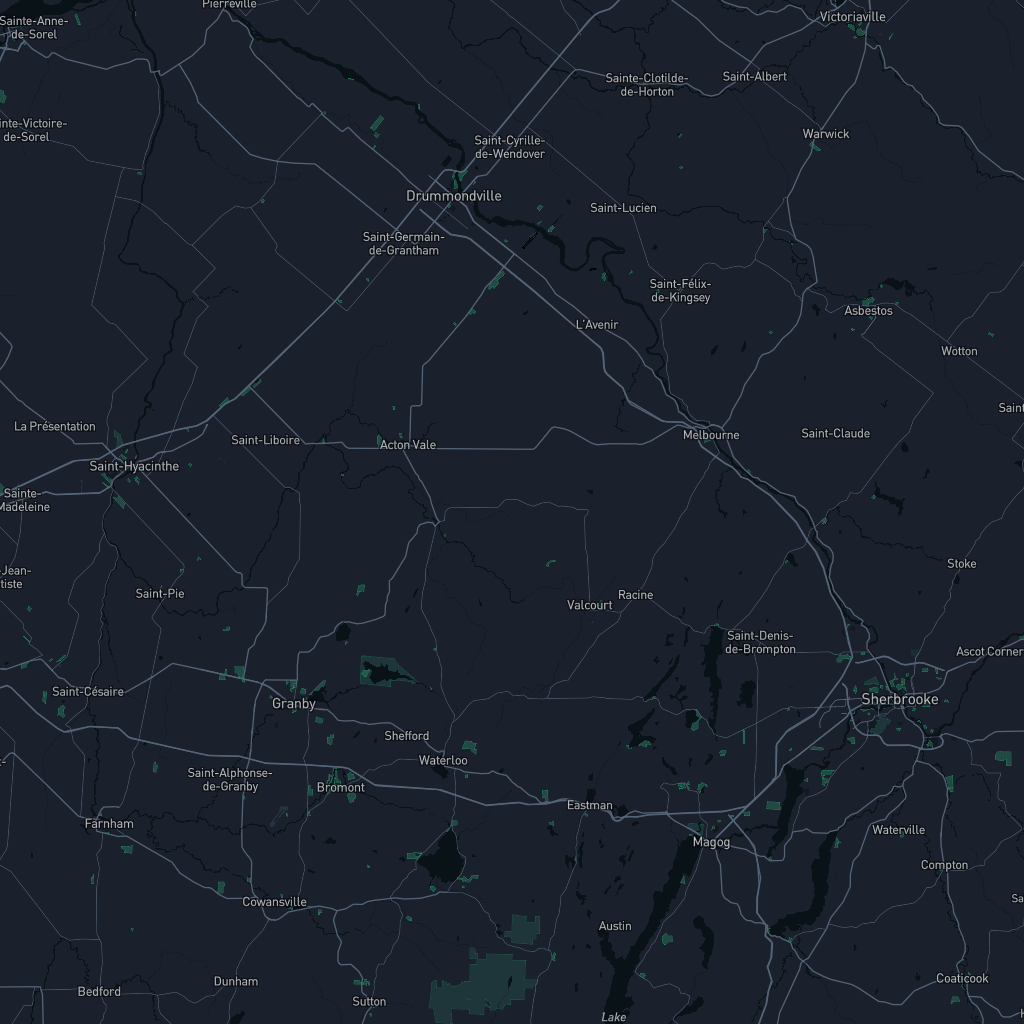 Pierreville
Sainte-Anne-
de-Sorel
Victoriaville
Sainte-Clotilde-
de-Horton
Saint-Albert
nte-Victoire-
de-Sorel
Saint-Cyrille-
de-Wendover
Warwick
Drummondville
Saint-Lucien
Saint-Germain-
de-Grantham
Saint-Félix-
de-Kingsey
Asbestos
L'Avenir
Wotton
Saint
La Présentation
Saint-Liboire
Acton Vale
Melbourne
Saint-Claude
Saint-Hyacinthe
Sainte-
Madeleine
Stoke
-Jean-
tiste
Saint-Pie
Racine
Valcourt
Saint-Denis-
de-Brompton
Ascot Corner
Saint-Césaire
Granby
Sherbrooke
Shefford
Waterloo
Saint-Alphonse-
de-Granby
Bromont
Eastman
Farnham
Waterville
Magog
Compton
Cowansville
Sa
Austin
Dunham
Coaticook
Bedford
Sutton
Lake